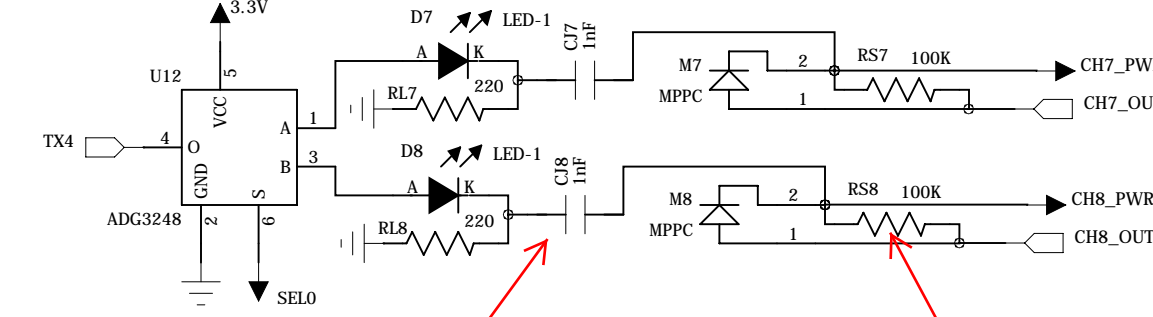 3.3V
D7
LED-1
CJ7
1nF
U12
5
A
K
M7
2
RS7
100K
CH7_PW
VCC
RL7
220
MPPC
1
CH7_OU
A
1
TX4
4
O
D8
LED-1
CJ8
1nF
B
3
GND
S
A
K
M8
2
RS8
100K
CH8_PWR
ADG3248
2
6
RL8
220
MPPC
1
CH8_OUT
SEL0